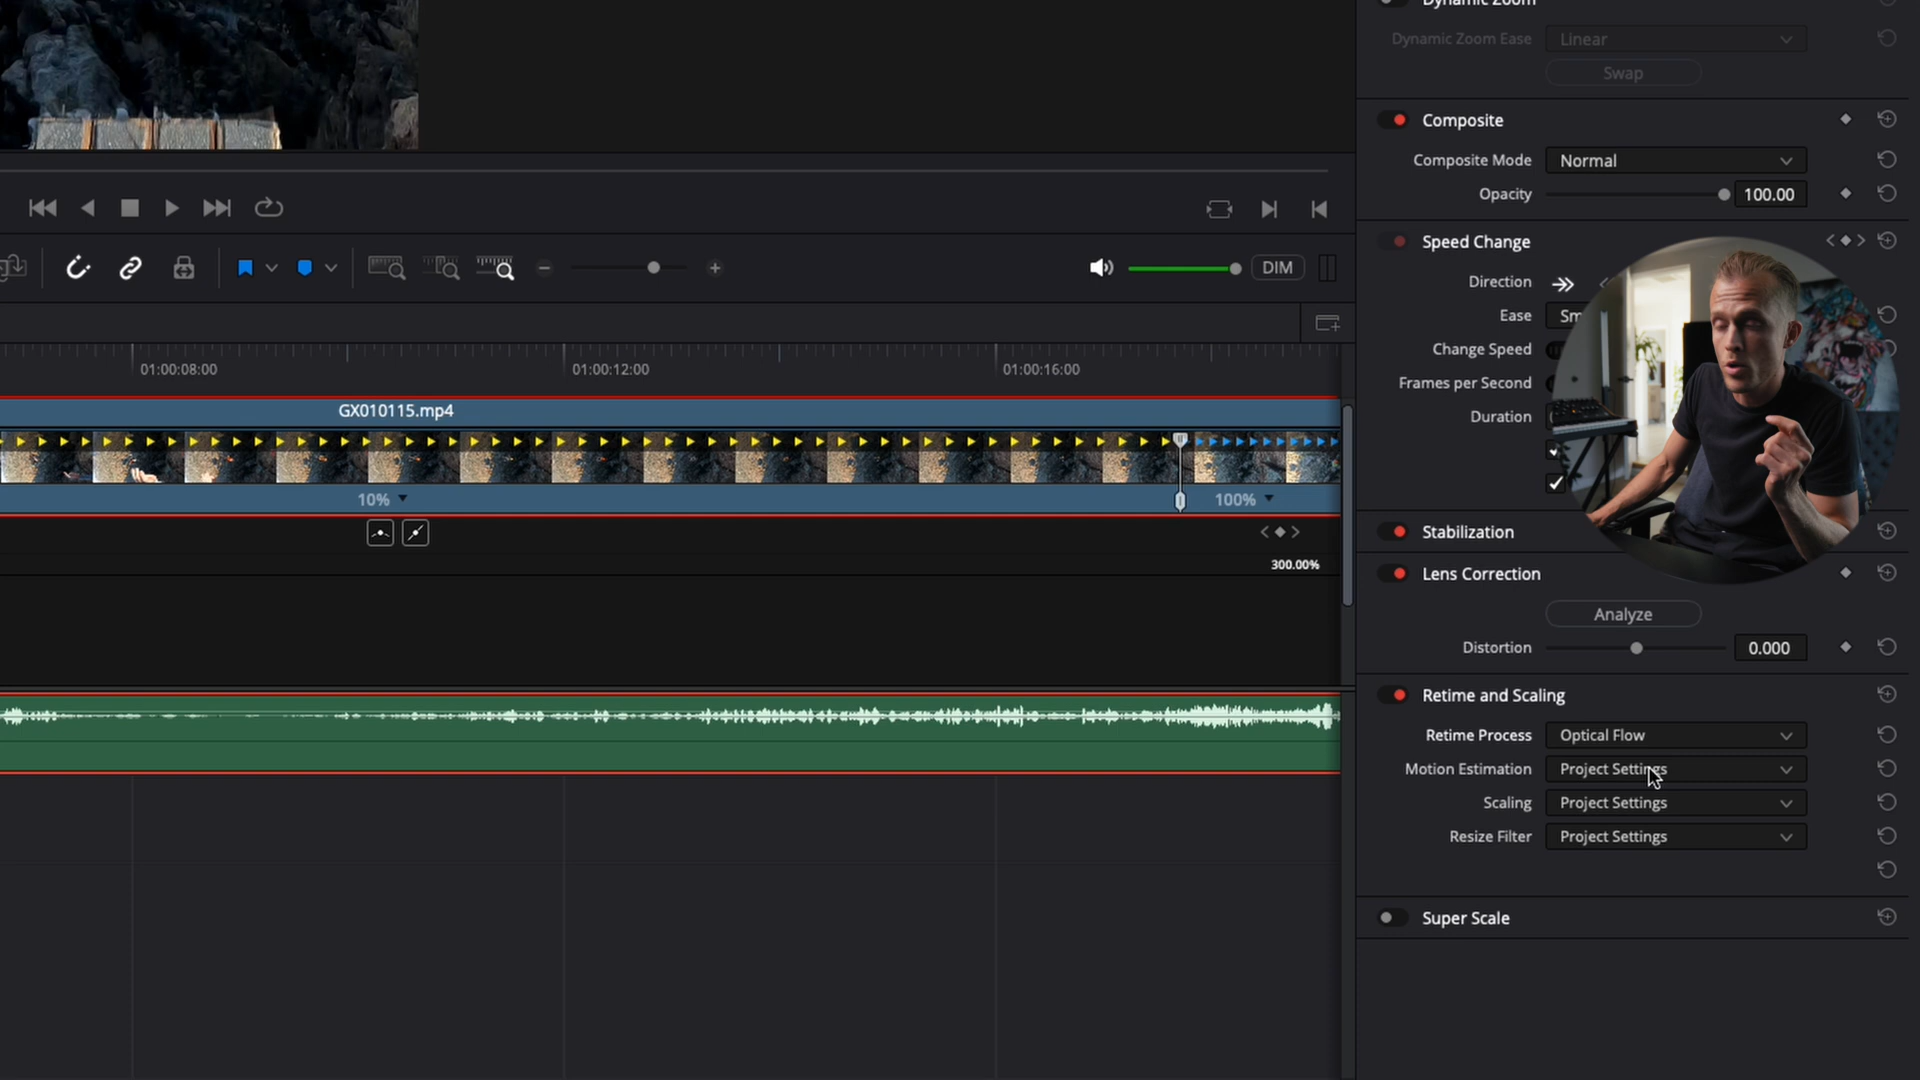 Dynamic Zoom
Dynamic Zoom Ease Linear
Swap
Composite
Composite Mode Normal
Opacity 100.00
Speed Change
Direction
Ease Sm
Change Speed
Frames per Second
Duration
Stabilization
Lens Correction
Analyze
Distortion 0.000
Retime and Scaling
Retime Process Optical Flow
Motion Estimation Project Settings
Scaling Project Settings
Resize Filter Project Settings
Super Scale
DIM
01:00:08:00 01:00:12:00 01:00:16:00
GX010115.mp4
10% 100%
300.00%